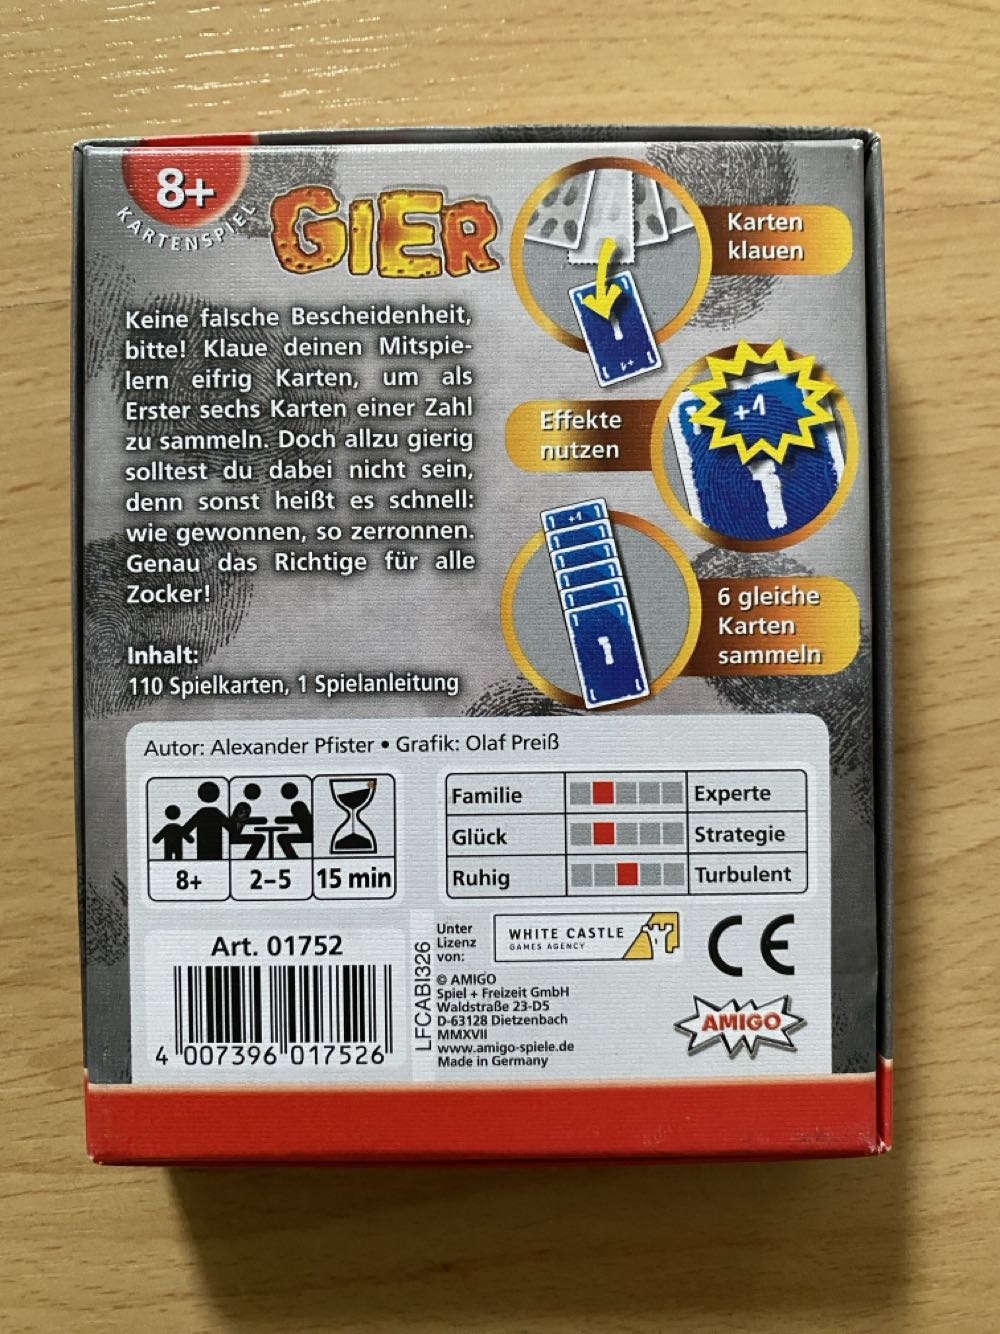 8+
KARTENSPIEL
GIER
Keine falsche Bescheidenheit,
bitte! Klaue deinen Mitspie-
lern eifrig Karten, um als
Erster sechs Karten einer Zahl
zu sammeln. Doch allzu gierig
solltest du dabei nicht sein,
denn sonst heißt es schnell:
wie gewonnen, so zerronnen.
Genau das Richtige für alle
Zocker!
Inhalt:
110 Spielkarten, 1 Spielanleitung
Karten
klauen
1
+1
Effekte
nutzen
+1
1
+1
1
6 gleiche
Karten
sammeln
Autor: Alexander Pfister • Grafik: Olaf Preiß
8+ 2–5 15 min
Familie Experte
Glück Strategie
Ruhig Turbulent
Art. 01752
4 007396 017526
LFCABI326
Unter
Lizenz
von:
WHITE CASTLE
GAMES AGENCY
CE
© AMIGO
Spiel + Freizeit GmbH
Waldstraße 23-D5
D-63128 Dietzenbach
MMXVII
www.amigo-spiele.de
Made in Germany
AMIGO